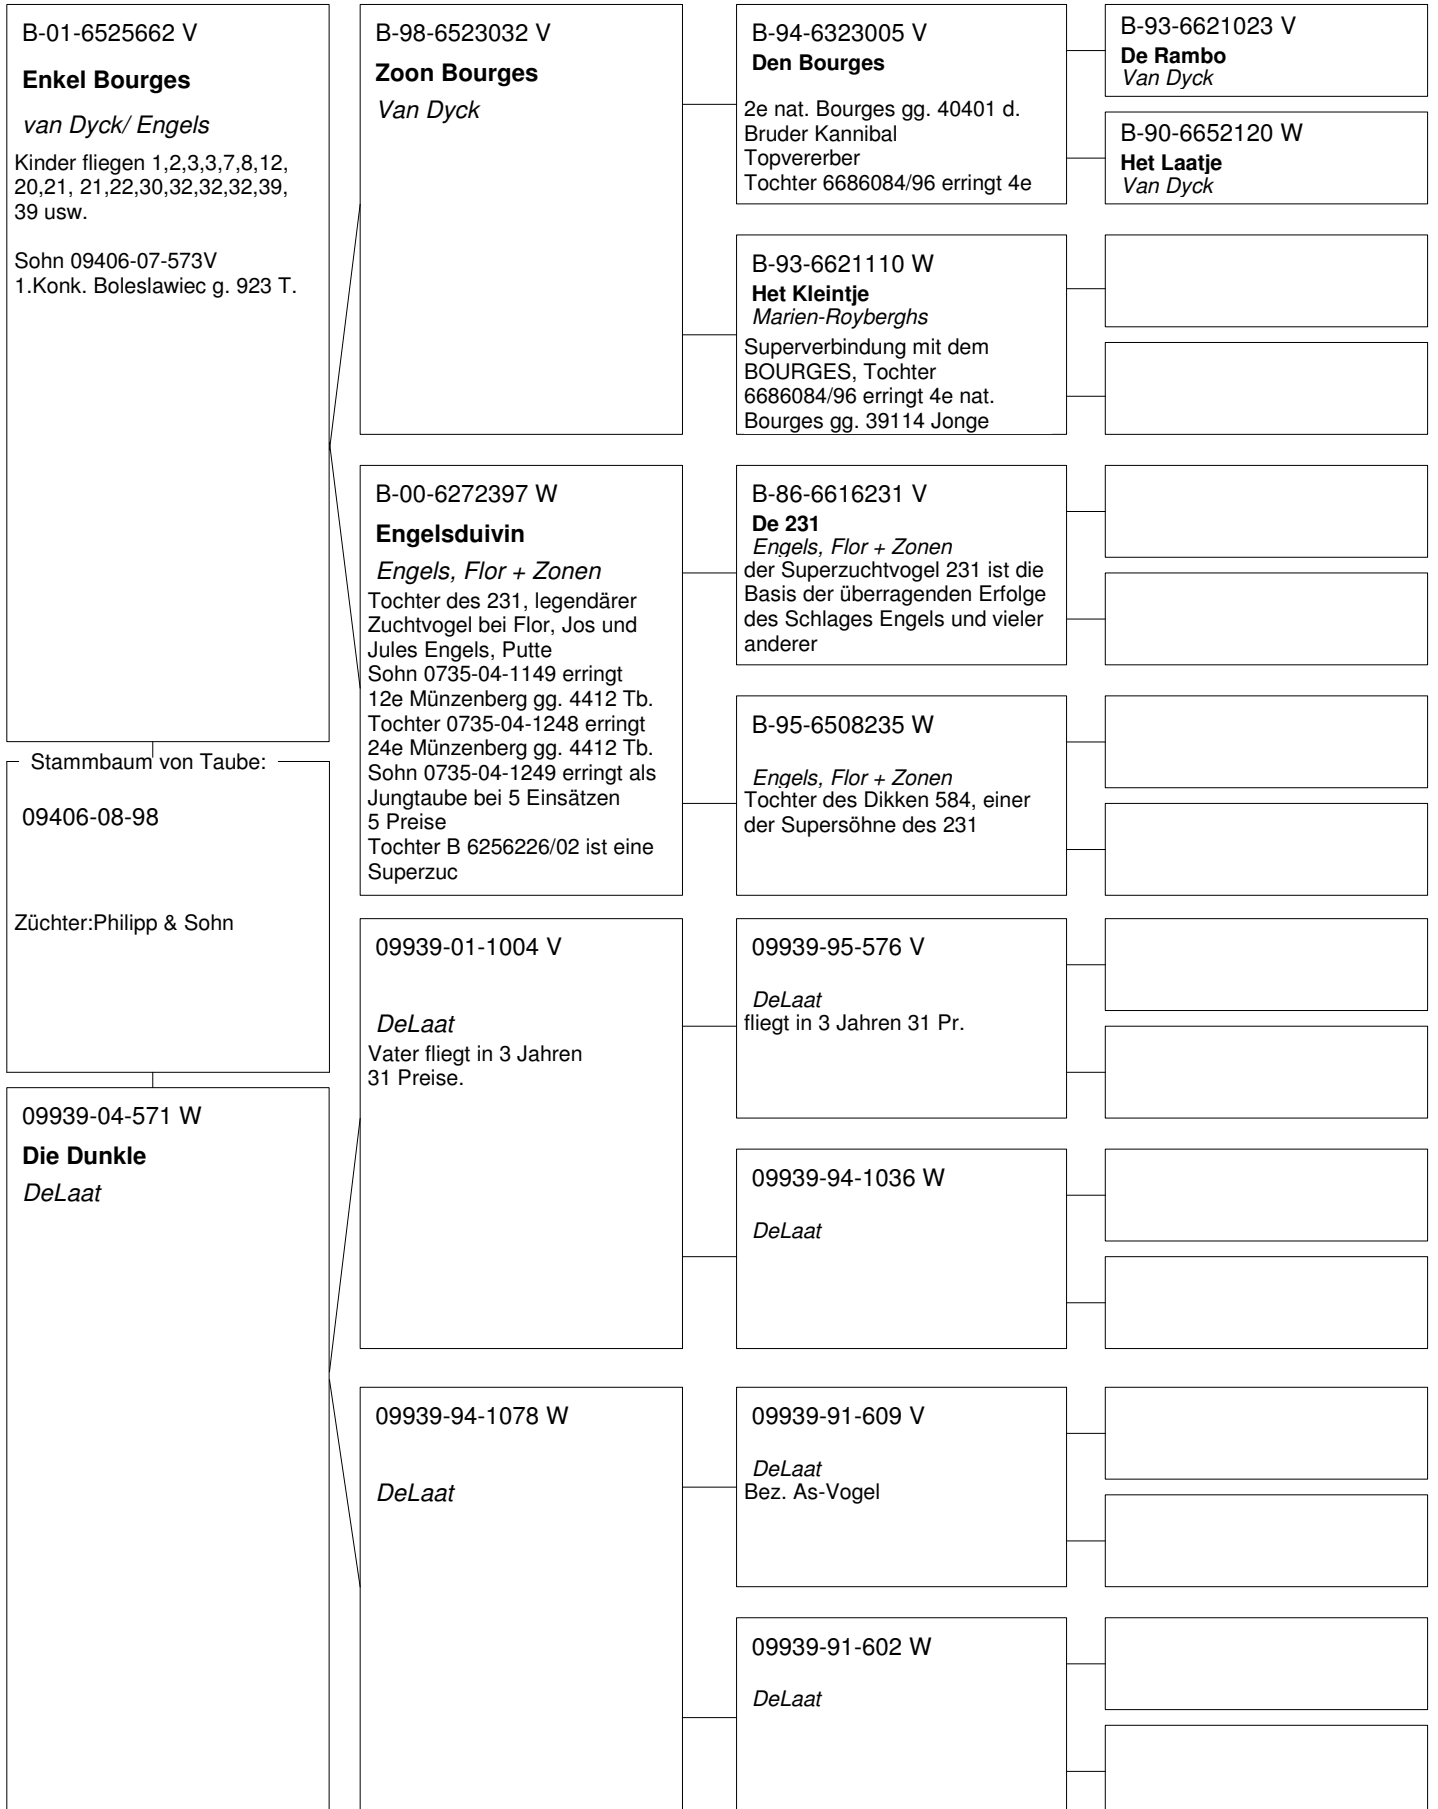 B-01-6525662 V
Enkel Bourges
van Dyck/ Engels
Kinder fliegen 1,2,3,3,7,8,12,
20,21, 21,22,30,32,32,32,39,
39 usw.
Sohn 09406-07-573V
1.Konk. Boleslawiec g. 923 T.
Stammbaum von Taube:
09406-08-98
Züchter:Philipp & Sohn
09939-04-571 W
Die Dunkle
DeLaat
B-98-6523032 V
Zoon Bourges
Van Dyck
B-00-6272397 W
Engelsduivin
Engels, Flor + Zonen
Tochter des 231, legendärer
Zuchtvogel bei Flor, Jos und
Jules Engels, Putte
Sohn 0735-04-1149 erringt
12e Münzenberg gg. 4412 Tb.
Tochter 0735-04-1248 erringt
24e Münzenberg gg. 4412 Tb.
Sohn 0735-04-1249 erringt als
Jungtaube bei 5 Einsätzen
5 Preise
Tochter B 6256226/02 ist eine
Superzuc
09939-01-1004 V
DeLaat
Vater fliegt in 3 Jahren
31 Preise.
09939-94-1078 W
DeLaat
B-94-6323005 V
Den Bourges
2e nat. Bourges gg. 40401 d.
Bruder Kannibal
Topvererber
Tochter 6686084/96 erringt 4e
B-93-6621110 W
Het Kleintje
Marien-Royberghs
Superverbindung mit dem
BOURGES, Tochter
6686084/96 erringt 4e nat.
Bourges gg. 39114 Jonge
B-86-6616231 V
De 231
Engels, Flor + Zonen
der Superzuchtvogel 231 ist die
Basis der überragenden Erfolge
des Schlages Engels und vieler
anderer
B-95-6508235 W
Engels, Flor + Zonen
Tochter des Dikken 584, einer
der Supersöhne des 231
09939-95-576 V
DeLaat
fliegt in 3 Jahren 31 Pr.
09939-94-1036 W
DeLaat
09939-91-609 V
DeLaat
Bez. As-Vogel
09939-91-602 W
DeLaat
B-93-6621023 V
De Rambo
Van Dyck
B-90-6652120 W
Het Laatje
Van Dyck